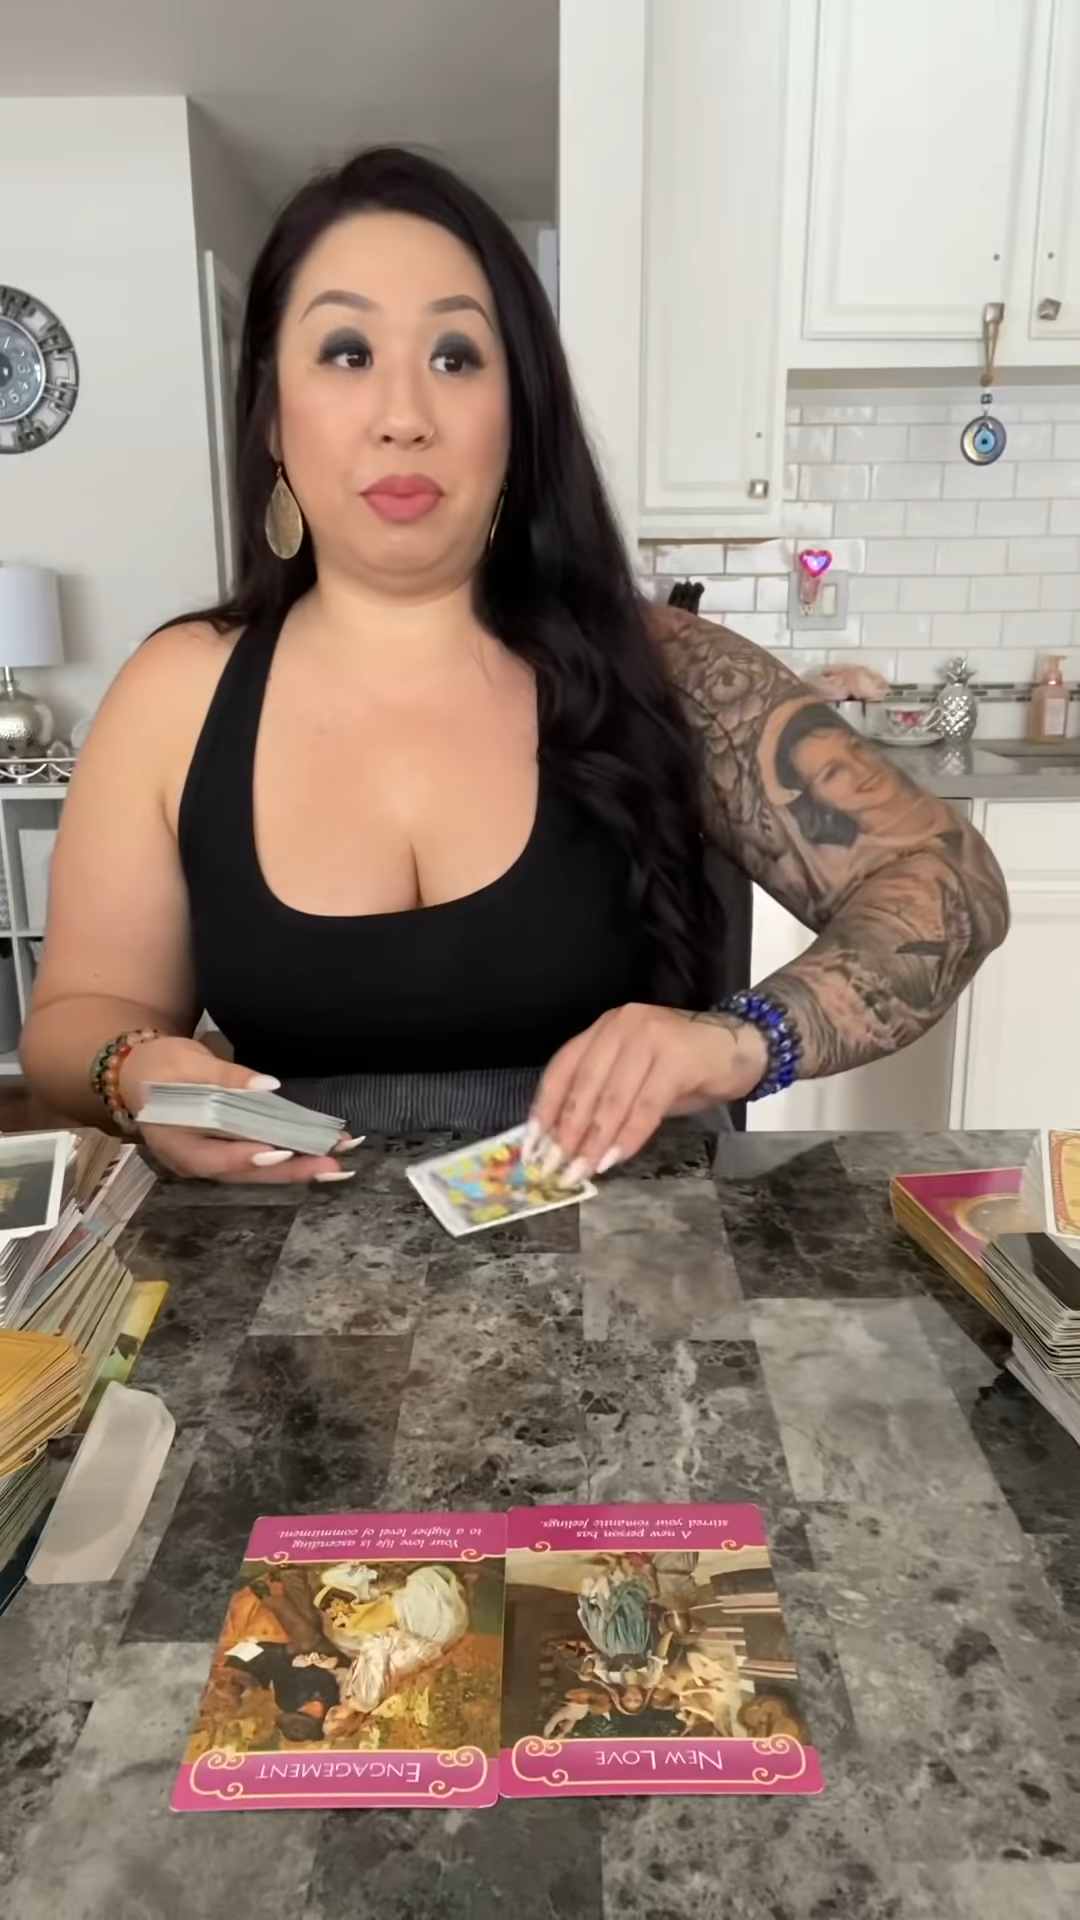 Your love life is ascending
to a higher level of commitment.
ENGAGEMENT
A new person has
stirred your romantic feelings.
NEW LOVE